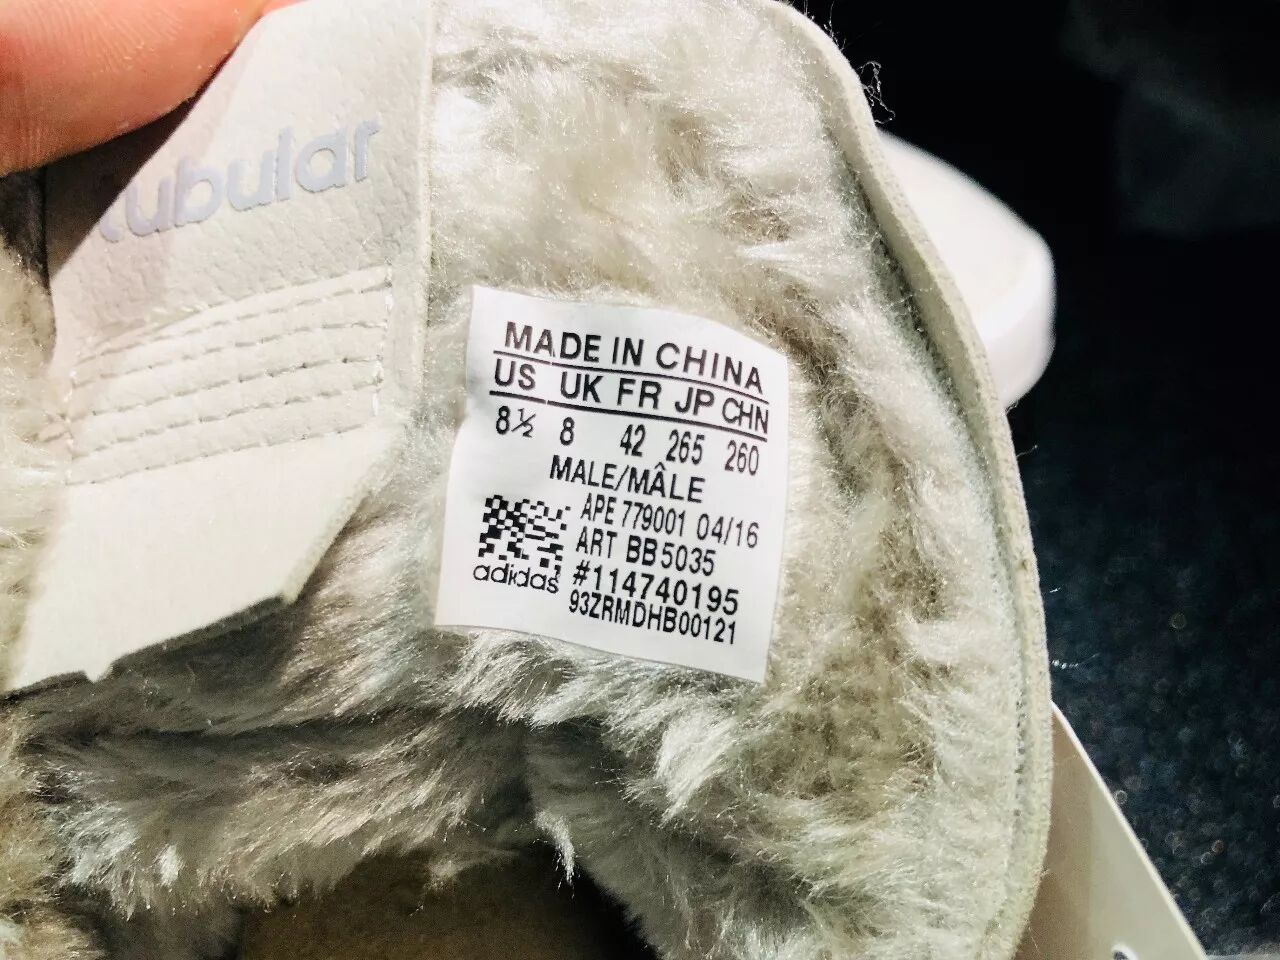 tubular
MADE IN CHINA
US UK FR JP CHN
8½ 8 42 265 260
MALE/MÂLE
APE 779001 04/16
ART BB5035
#114740195
93ZRMDHB00121
adidas